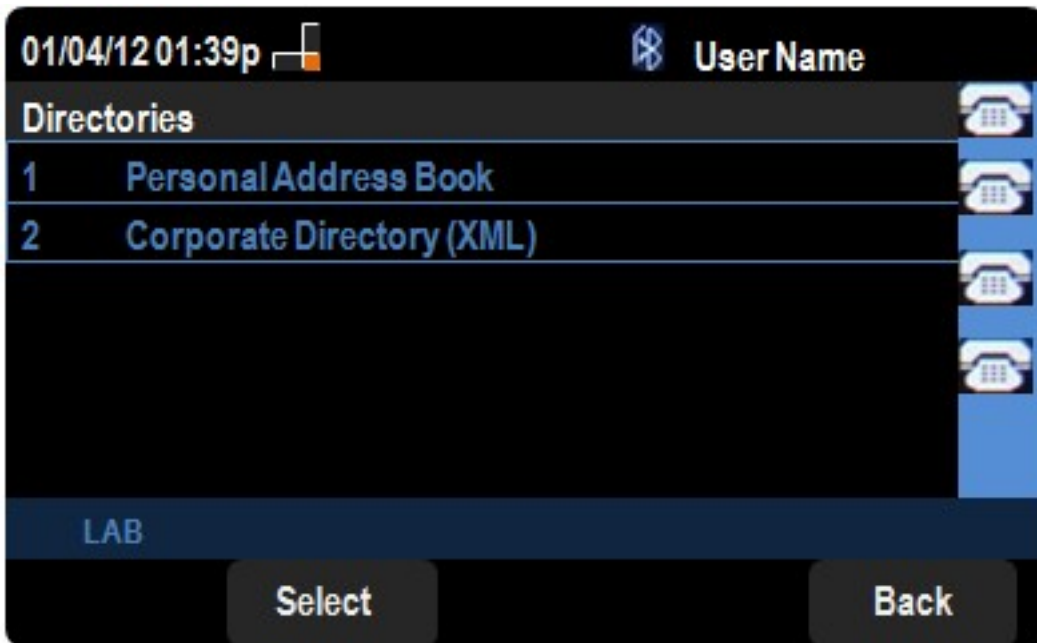 01/04/12 01:39p User Name
Directories
1 Personal Address Book
2 Corporate Directory (XML)
LAB
Select Back